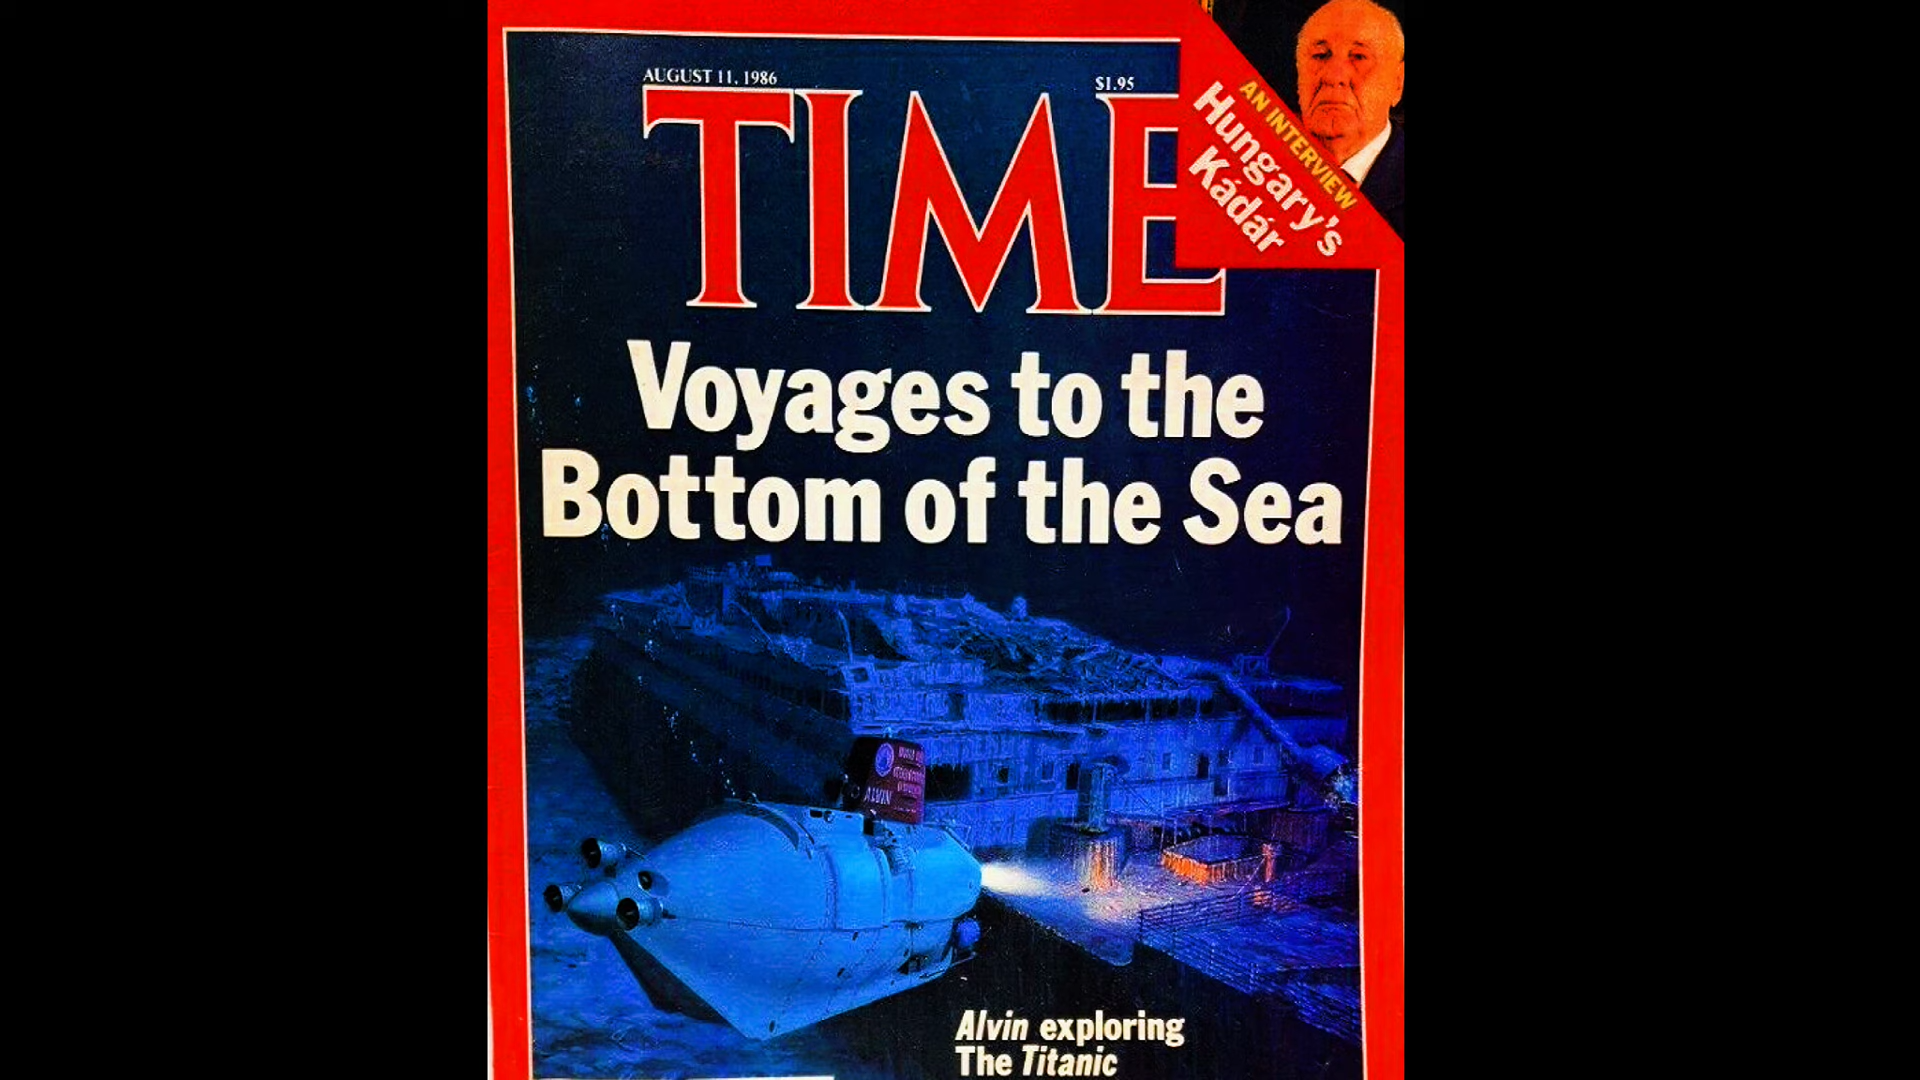 AUGUST 11, 1986
$1.95
TIME
AN INTERVIEW
Hungary's
Kádár
Voyages to the
Bottom of the Sea
ALVIN
Alvin exploring
The Titanic